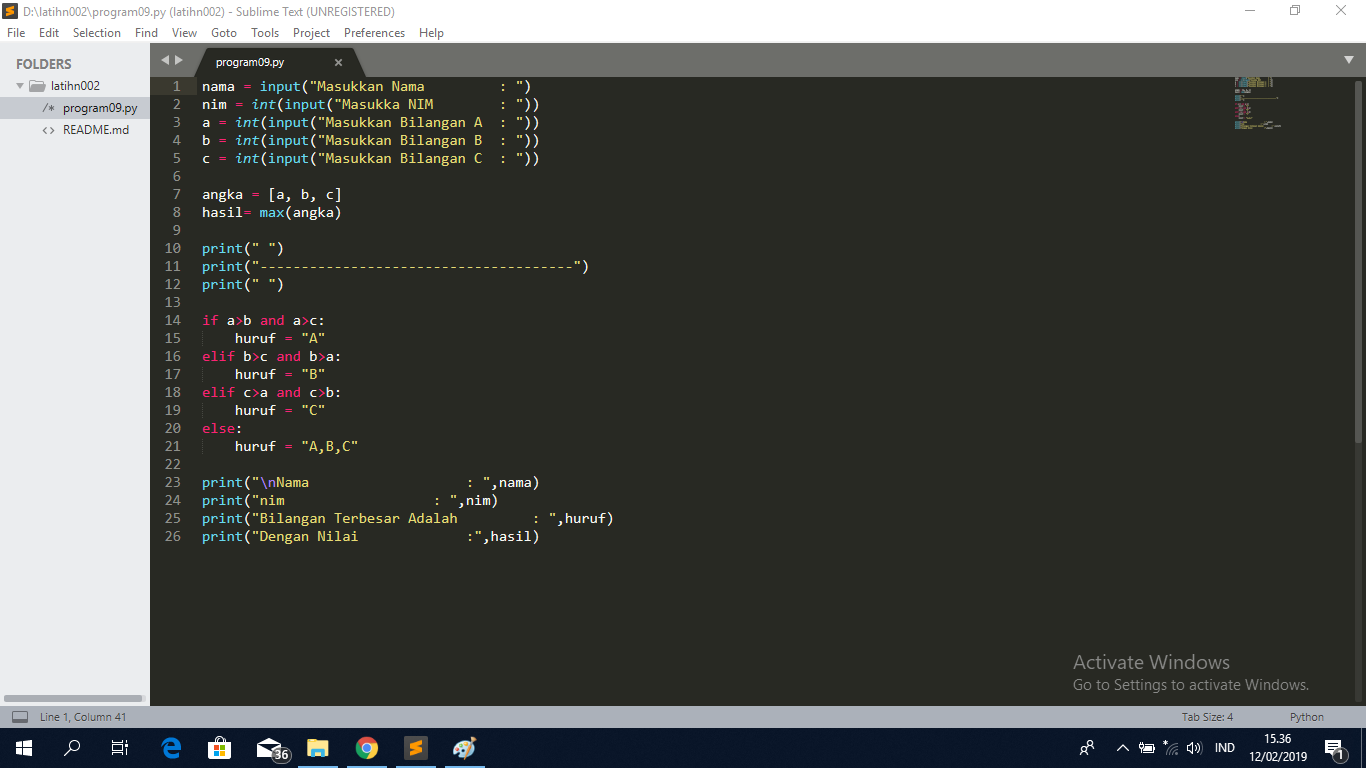 D:\latihn002\program09.py (latihn002) - Sublime Text (UNREGISTERED)
File Edit Selection Find View Goto Tools Project Preferences Help
FOLDERS
latihn002
/* program09.py
<> README.md
program09.py ×
1 nama = input("Masukkan Nama         : ")
2 nim = int(input("Masukka NIM        : "))
3 a = int(input("Masukkan Bilangan A  : "))
4 b = int(input("Masukkan Bilangan B  : "))
5 c = int(input("Masukkan Bilangan C  : "))
6
7 angka = [a, b, c]
8 hasil= max(angka)
9
10 print(" ")
11 print("--------------------------------------")
12 print(" ")
13
14 if a>b and a>c:
15     huruf = "A"
16 elif b>c and b>a:
17     huruf = "B"
18 elif c>a and c>b:
19     huruf = "C"
20 else:
21     huruf = "A,B,C"
22
23 print("\nNama                   : ",nama)
24 print("nim                  : ",nim)
25 print("Bilangan Terbesar Adalah         : ",huruf)
26 print("Dengan Nilai             :",hasil)
Activate Windows
Go to Settings to activate Windows.
Line 1, Column 41
Tab Size: 4
Python
36
IND
15.36
12/02/2019
1